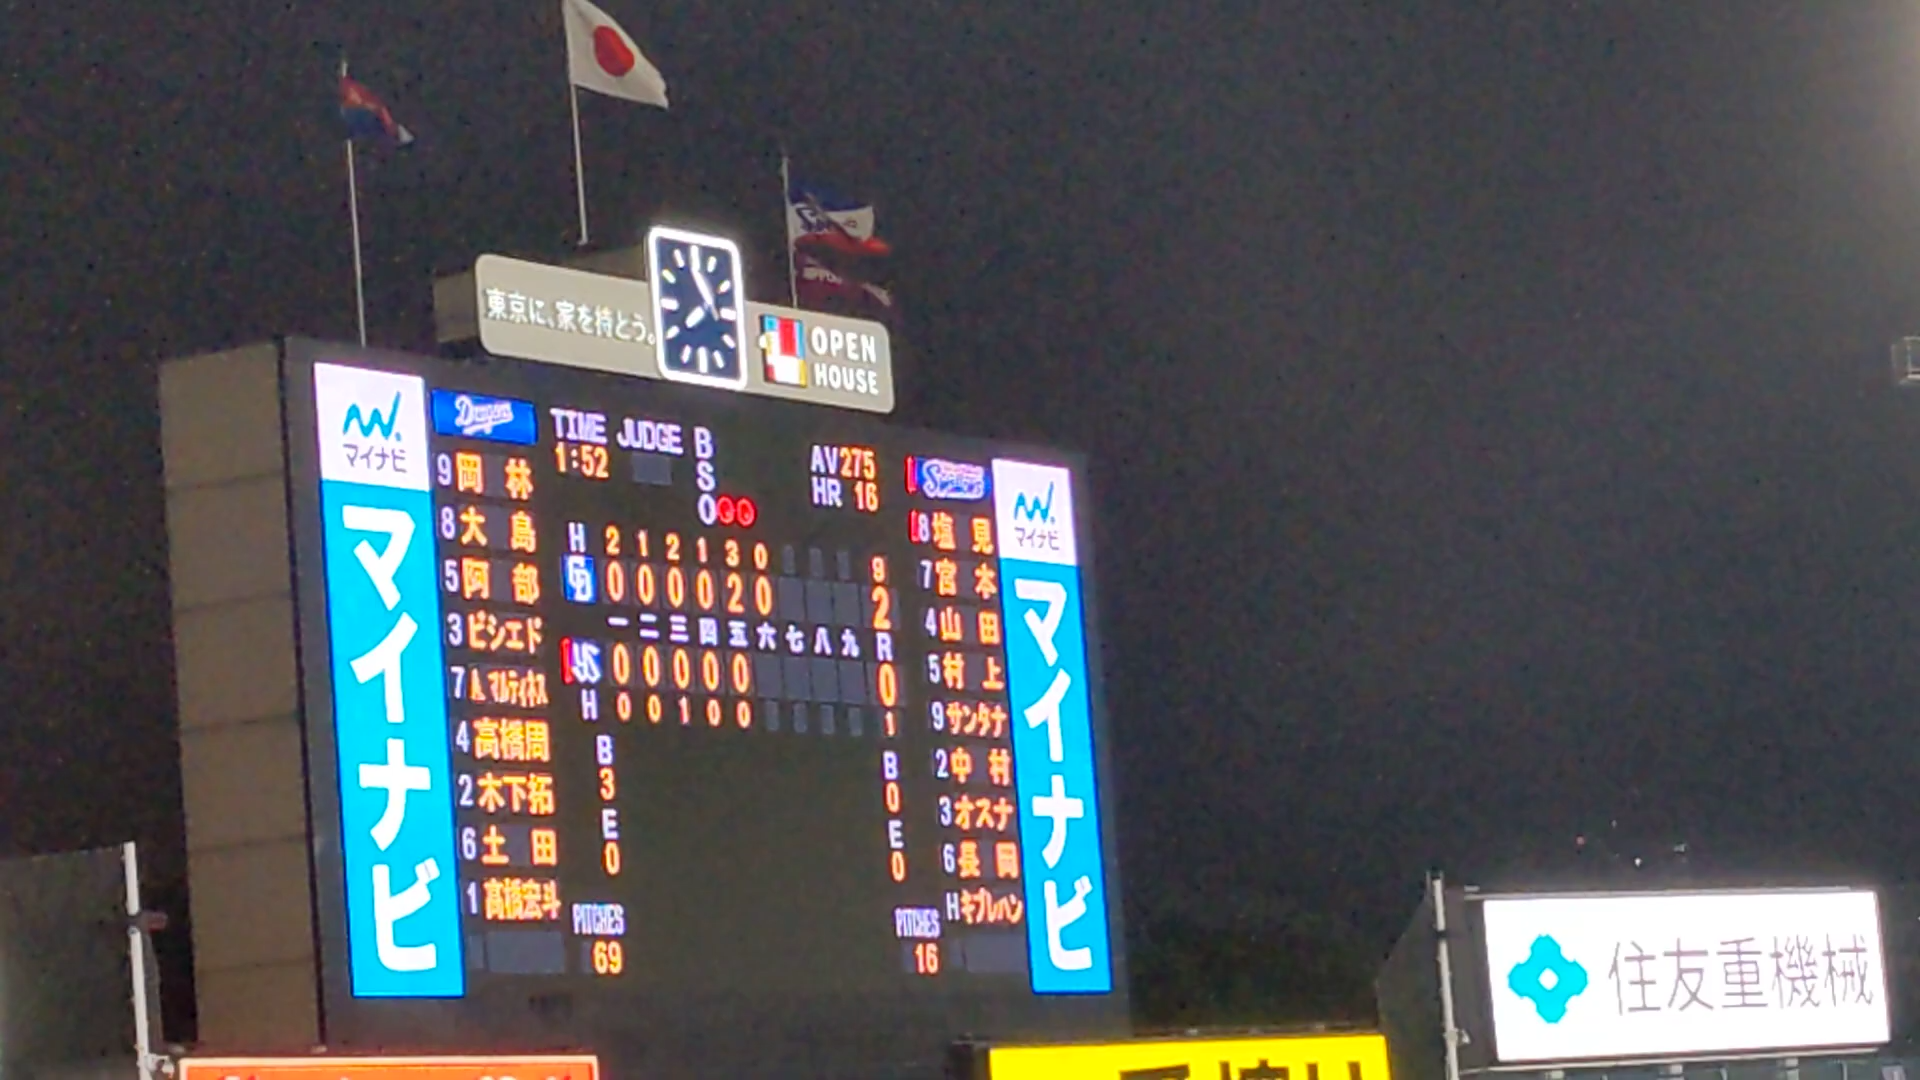 東京に、家を持とう。
OPEN
HOUSE
マイナビ
マイナビ
Dragons
9 岡林
8 大島
5 阿部
3 ビシエド
7 A.マルティネス
4 高橋周
2 木下拓
6 土田
1 高橋宏斗
TIME JUDGE B
1:52
S
O
AV 275
HR 16
H 2 1 2 1 3 0 9
CD 0 0 0 0 2 0 2
一 二 三 四 五 六 七 八 九 R
YS 0 0 0 0 0 0
H 0 0 1 0 0 1
B
3
E
0
PITCHES
69
B
0
E
0
PITCHES
16
Swallows
8 塩見
7 宮本
4 山田
5 村上
9 サンタナ
2 中村
3 オスナ
6 長岡
H キブレハン
マイナビ
マイナビ
住友重機械